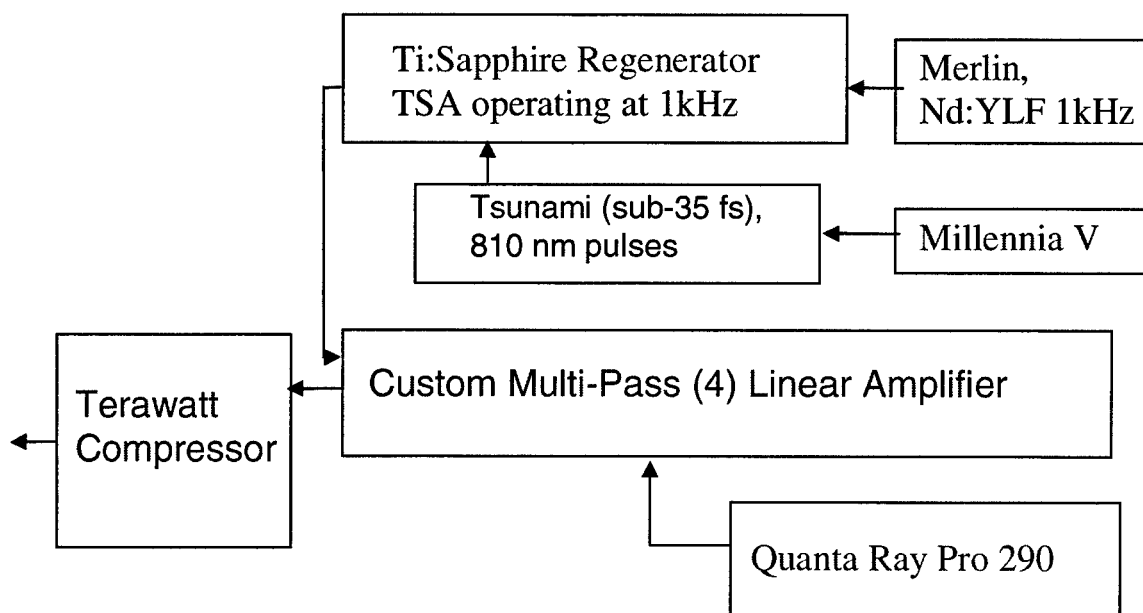 Ti:Sapphire Regenerator
TSA operating at 1kHz
Merlin,
Nd:YLF 1kHz
Tsunami (sub-35 fs),
810 nm pulses
Millennia V
Custom Multi-Pass (4) Linear Amplifier
Terawatt
Compressor
Quanta Ray Pro 290